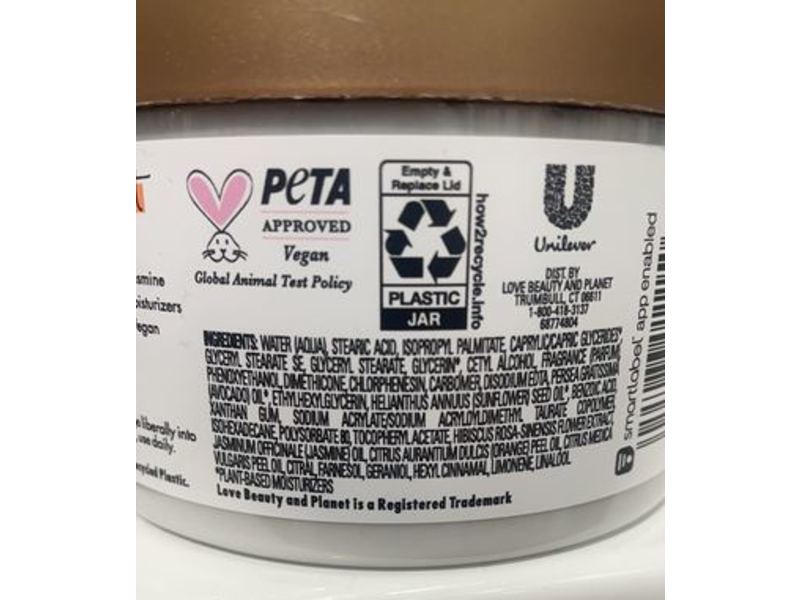 PETA
APPROVED
Vegan
Global Animal Test Policy
Empty &
Replace Lid
how2recycle.info
PLASTIC
JAR
Unilever
DIST. BY
LOVE BEAUTY AND PLANET
TRUMBULL, CT 06611
1-800-418-3137
68774804
smartlabel app enabled
INGREDIENTS: WATER (AQUA), STEARIC ACID, ISOPROPYL PALMITATE, CAPRYLIC/CAPRIC GLYCERIDES*,
GLYCERYL STEARATE SE, GLYCERYL STEARATE, GLYCERIN*, CETYL ALCOHOL, FRAGRANCE (PARFUM),
PHENOXYETHANOL, DIMETHICONE, CHLORPHENESIN, CARBOMER, DISODIUM EDTA, PERSEA GRATISSIMA
(AVOCADO) OIL*, ETHYLHEXYLGLYCERIN, HELIANTHUS ANNUUS (SUNFLOWER) SEED OIL*, BENZOIC ACID,
XANTHAN GUM, SODIUM ACRYLATE/SODIUM ACRYLOYLDIMETHYL TAURATE COPOLYMER,
ISOHEXADECANE, POLYSORBATE 80, TOCOPHERYL ACETATE, HIBISCUS ROSA-SINENSIS FLOWER EXTRACT,
JASMINUM OFFICINALE (JASMINE) OIL, CITRUS AURANTIUM DULCIS (ORANGE) PEEL OIL, CITRUS MEDICA
VULGARIS PEEL OIL, CITRAL, FARNESOL, GERANIOL, HEXYL CINNAMAL, LIMONENE, LINALOOL
*PLANT-BASED MOISTURIZERS
Love Beauty and Planet is a Registered Trademark
smine
oisturizers
egan
liberally into
use daily.
Plastic.